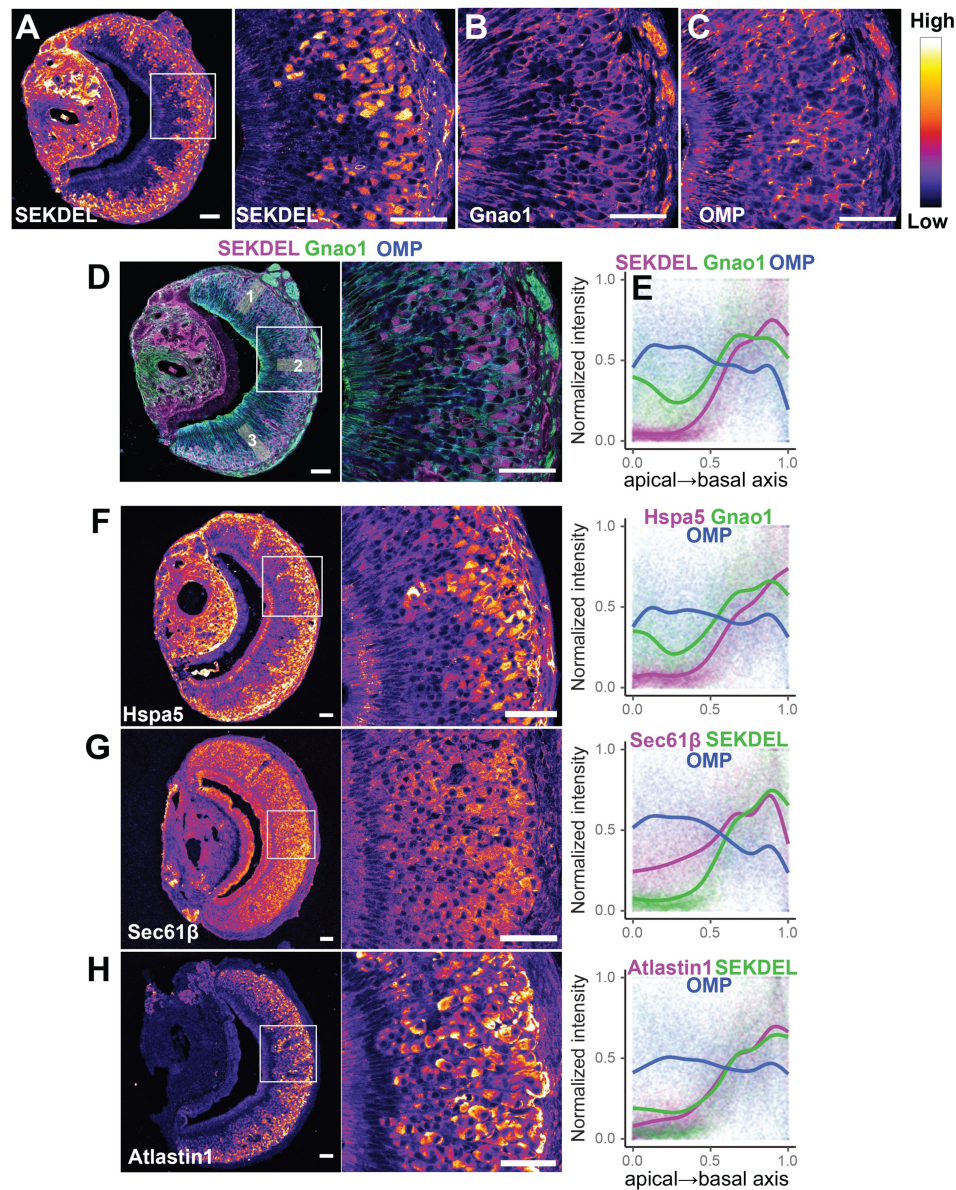 A
SEKDEL
SEKDEL
B
Gnao1
C
OMP
High
Low
SEKDEL Gnao1 OMP
D
1
2
3
E
SEKDEL Gnao1 OMP
Normalized intensity
1.0
0.5
0.0
0.0 0.5 1.0
apical→basal axis
F
Hspa5
Hspa5 Gnao1
OMP
Normalized intensity
1.0
0.5
0.0
0.0 0.5 1.0
G
Sec61β
Sec61β SEKDEL
OMP
Normalized intensity
1.0
0.5
0.0
0.0 0.5 1.0
H
Atlastin1
Atlastin1 SEKDEL
OMP
Normalized intensity
1.0
0.5
0.0
0.0 0.5 1.0
apical→basal axis